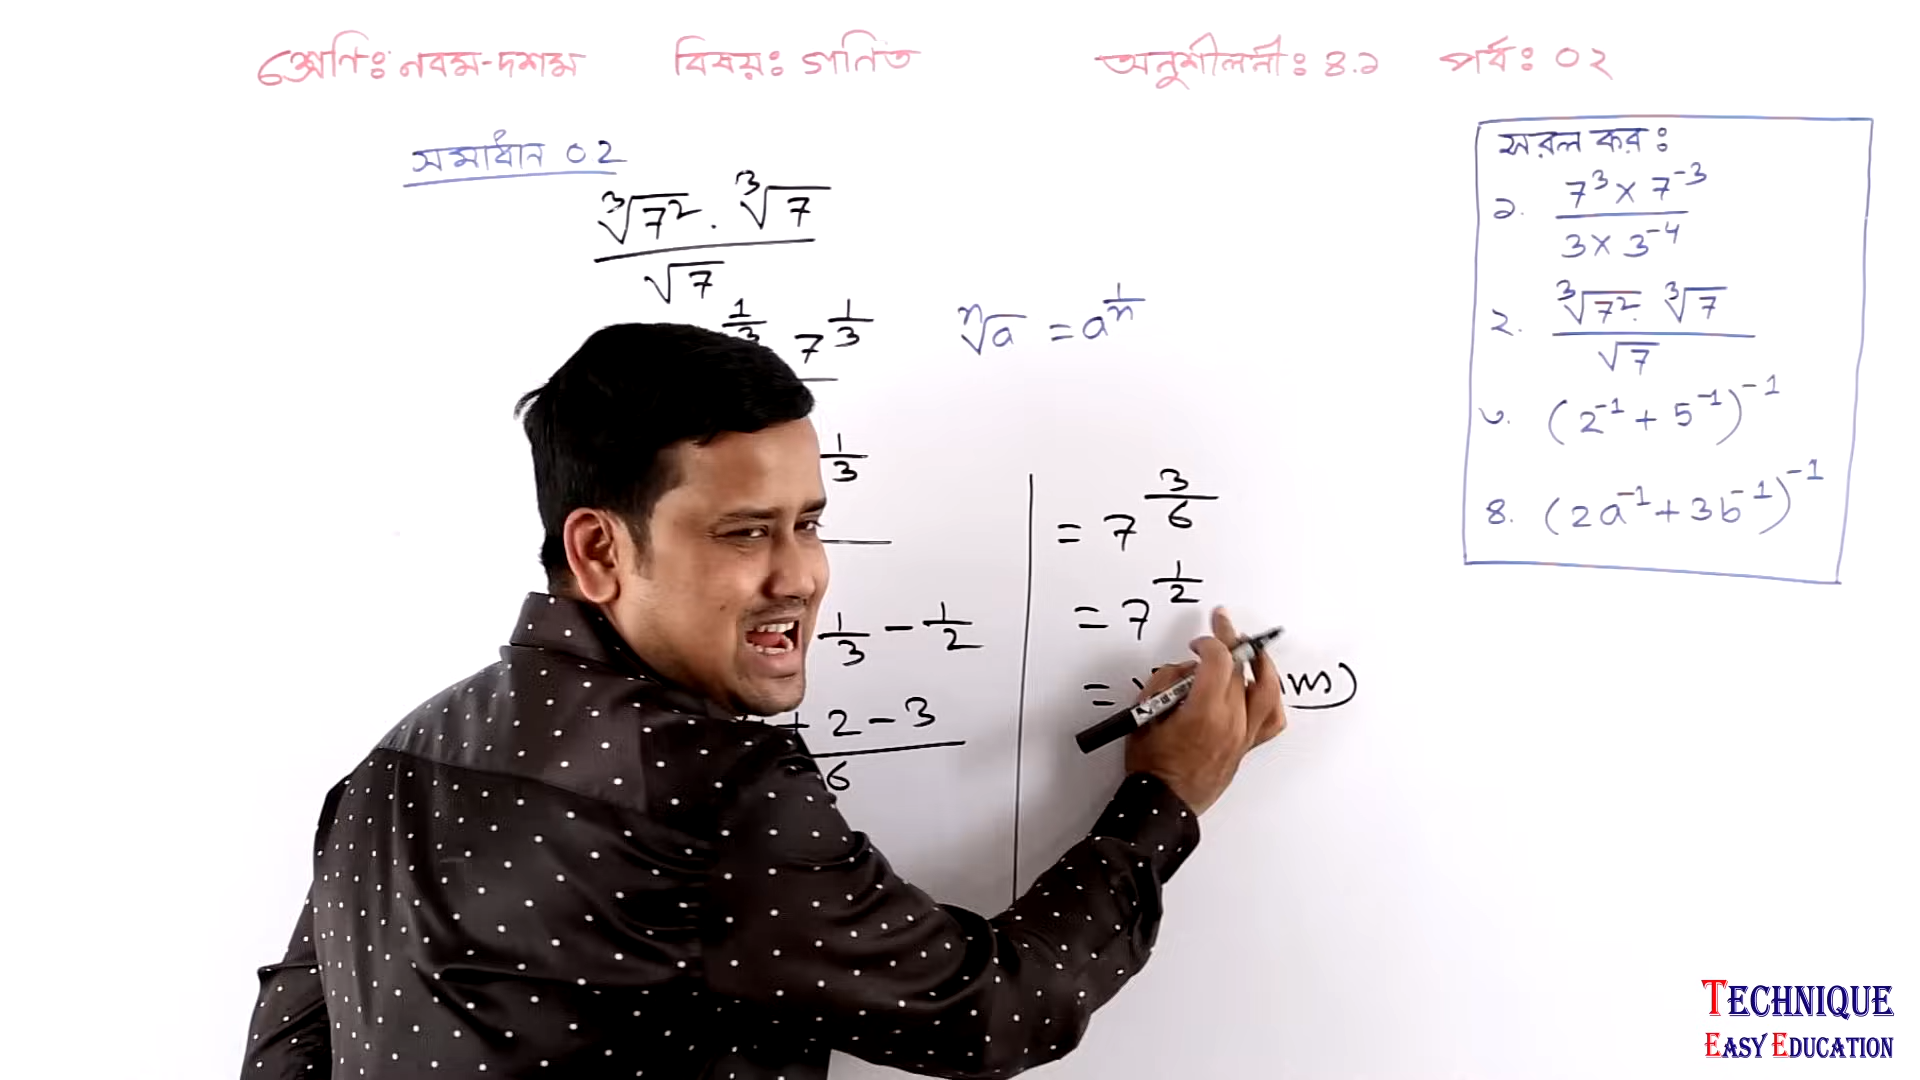 শ্রেণিঃ নবম-দশম বিষয়ঃ গনিত অনুশীলনীঃ ৪.১ পর্বঃ ০২
সমাধান ০২
∛7² . ∛7
√7
1/3 7^(1/3)
ⁿ√a = a^(1/n)
1/3
1/3 - 1/2
+ 2 - 3
6
= 7^(3/6)
= 7^(1/2)
=
সরল করঃ
১. 7³ × 7⁻³
3 × 3⁻⁴
২. ∛7² . ∛7
√7
৩. (2⁻¹ + 5⁻¹)⁻¹
৪. (2a⁻¹ + 3b⁻¹)⁻¹
TECHNIQUE
EASY EDUCATION